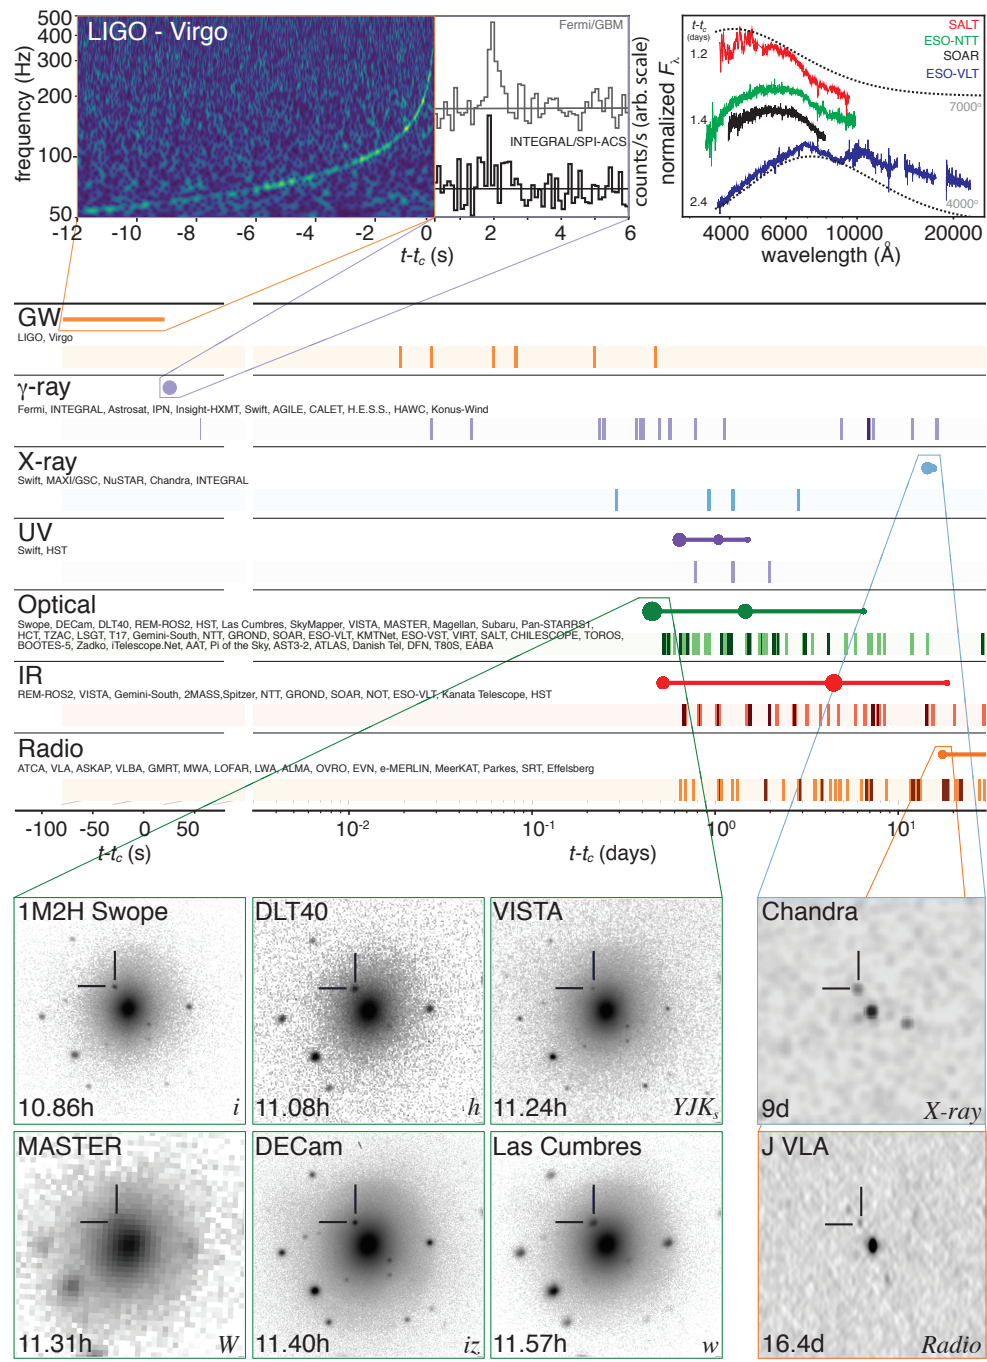 LIGO - Virgo
frequency (Hz)
500
400
300
200
100
50
-12 -10 -8 -6 -4 -2 0 2 4 6
t-t_c (s)
Fermi/GBM
INTEGRAL/SPI-ACS
counts/s (arb. scale)
normalized F_λ
t-t_c
(days)
1.2
1.4
2.4
SALT
ESO-NTT
SOAR
ESO-VLT
7000°
4000°
4000 6000 10000 20000
wavelength (Å)
GW
LIGO, Virgo
γ-ray
Fermi, INTEGRAL, Astrosat, IPN, Insight-HXMT, Swift, AGILE, CALET, H.E.S.S., HAWC, Konus-Wind
X-ray
Swift, MAXI/GSC, NuSTAR, Chandra, INTEGRAL
UV
Swift, HST
Optical
Swope, DECam, DLT40, REM-ROS2, HST, Las Cumbres, SkyMapper, VISTA, MASTER, Magellan, Subaru, Pan-STARRS1,
HCT, TZAC, LSGT, T17, Gemini-South, NTT, GROND, SOAR, ESO-VLT, KMTNet, ESO-VST, VIRT, SALT, CHILESCOPE, TOROS,
BOOTES-5, Zadko, iTelescope.Net, AAT, Pi of the Sky, AST3-2, ATLAS, Danish Tel, DFN, T80S, EABA
IR
REM-ROS2, VISTA, Gemini-South, 2MASS,Spitzer, NTT, GROND, SOAR, NOT, ESO-VLT, Kanata Telescope, HST
Radio
ATCA, VLA, ASKAP, VLBA, GMRT, MWA, LOFAR, LWA, ALMA, OVRO, EVN, e-MERLIN, MeerKAT, Parkes, SRT, Effelsberg
-100 -50 0 50 10⁻² 10⁻¹ 10⁰ 10¹
t-t_c (s) t-t_c (days)
1M2H Swope
10.86h i
DLT40
11.08h h
VISTA
11.24h YJK_s
Chandra
9d X-ray
MASTER
11.31h W
DECam
11.40h iz
Las Cumbres
11.57h w
J VLA
16.4d Radio